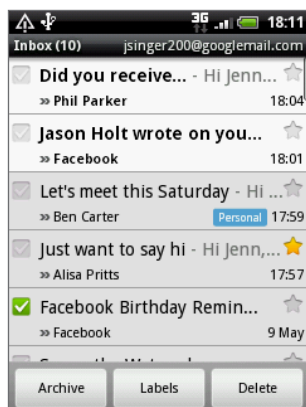 3G 18:11
Inbox (10) jsinger200@googlemail.com
Did you receive... - Hi Jenn...
» Phil Parker 18:04
Jason Holt wrote on you...
» Facebook 18:01
Let's meet this Saturday - Hi ...
» Ben Carter Personal 17:59
Just want to say hi - Hi Jenn,...
» Alisa Pritts 17:57
Facebook Birthday Remin...
» Facebook 9 May
Archive Labels Delete